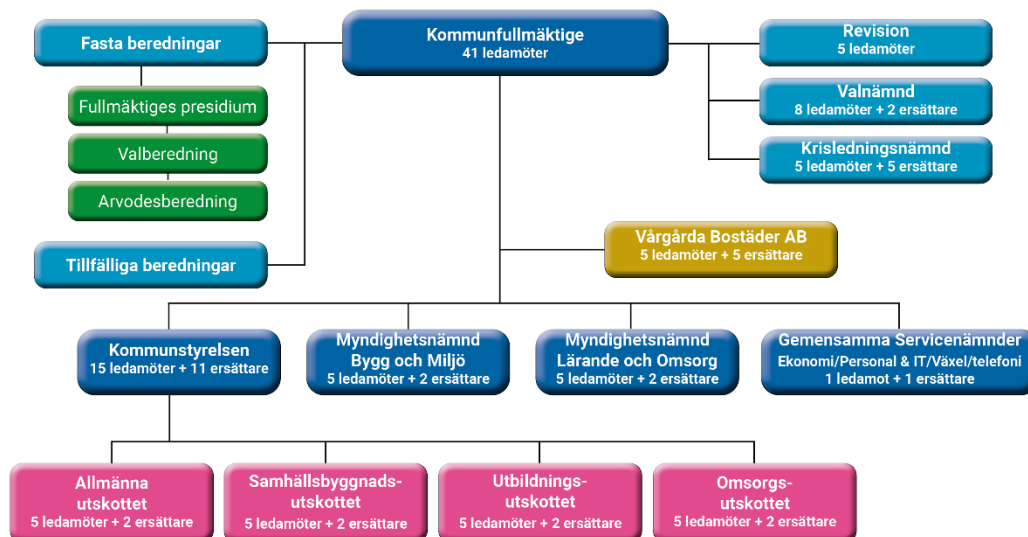 Kommunfullmäktige
41 ledamöter
Fasta beredningar
Fullmäktiges presidium
Valberedning
Arvodesberedning
Tillfälliga beredningar
Revision
5 ledamöter
Valnämnd
8 ledamöter + 2 ersättare
Krisledningsnämnd
5 ledamöter + 5 ersättare
Vårgårda Bostäder AB
5 ledamöter + 5 ersättare
Kommunstyrelsen
15 ledamöter + 11 ersättare
Myndighetsnämnd
Bygg och Miljö
5 ledamöter + 2 ersättare
Myndighetsnämnd
Lärande och Omsorg
5 ledamöter + 2 ersättare
Gemensamma Servicenämnder
Ekonomi/Personal & IT/Växel/telefoni
1 ledamot + 1 ersättare
Allmänna
utskottet
5 ledamöter + 2 ersättare
Samhällsbyggnads-
utskottet
5 ledamöter + 2 ersättare
Utbildnings-
utskottet
5 ledamöter + 2 ersättare
Omsorgs-
utskottet
5 ledamöter + 2 ersättare